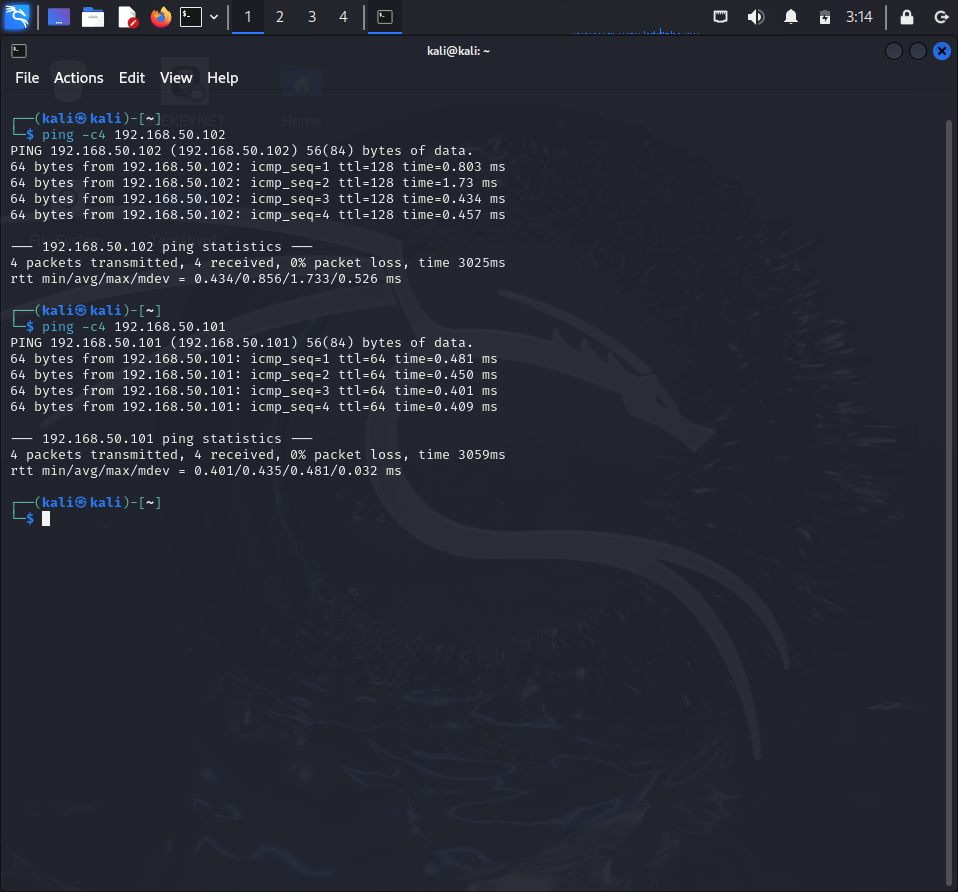 1 2 3 4 3:14
kali@kali: ~
File Actions Edit View Help
EKEYNET
Home
┌──(kali㉿kali)-[~]
└─$ ping -c4 192.168.50.102
PING 192.168.50.102 (192.168.50.102) 56(84) bytes of data.
64 bytes from 192.168.50.102: icmp_seq=1 ttl=128 time=0.803 ms
64 bytes from 192.168.50.102: icmp_seq=2 ttl=128 time=1.73 ms
64 bytes from 192.168.50.102: icmp_seq=3 ttl=128 time=0.434 ms
64 bytes from 192.168.50.102: icmp_seq=4 ttl=128 time=0.457 ms
--- 192.168.50.102 ping statistics ---
4 packets transmitted, 4 received, 0% packet loss, time 3025ms
rtt min/avg/max/mdev = 0.434/0.856/1.733/0.526 ms
┌──(kali㉿kali)-[~]
└─$ ping -c4 192.168.50.101
PING 192.168.50.101 (192.168.50.101) 56(84) bytes of data.
64 bytes from 192.168.50.101: icmp_seq=1 ttl=64 time=0.481 ms
64 bytes from 192.168.50.101: icmp_seq=2 ttl=64 time=0.450 ms
64 bytes from 192.168.50.101: icmp_seq=3 ttl=64 time=0.401 ms
64 bytes from 192.168.50.101: icmp_seq=4 ttl=64 time=0.409 ms
--- 192.168.50.101 ping statistics ---
4 packets transmitted, 4 received, 0% packet loss, time 3059ms
rtt min/avg/max/mdev = 0.401/0.435/0.481/0.032 ms
┌──(kali㉿kali)-[~]
└─$